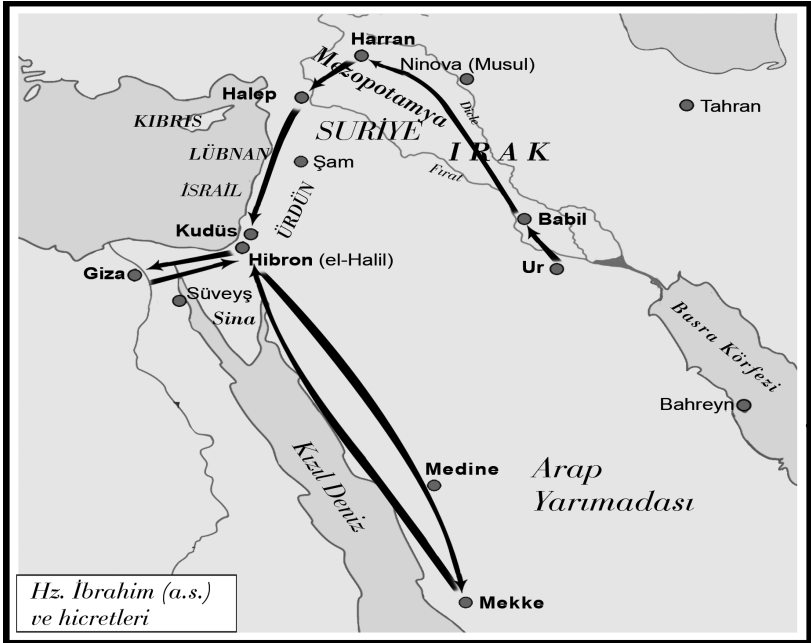 Harran
Ninova (Musul)
Mezopotamya
Halep
Tahran
KIBRIS
SURİYE
Dicle
LÜBNAN
IRAK
Şam
Fırat
İSRAİL
ÜRDÜN
Kudüs
Babil
Hibron (el-Halil)
Ur
Giza
Süveyş
Sina
Basra Körfezi
Bahreyn
Kızıl Deniz
Medine
Arap
Yarımadası
Mekke
Hz. İbrahim (a.s.)
ve hicretleri